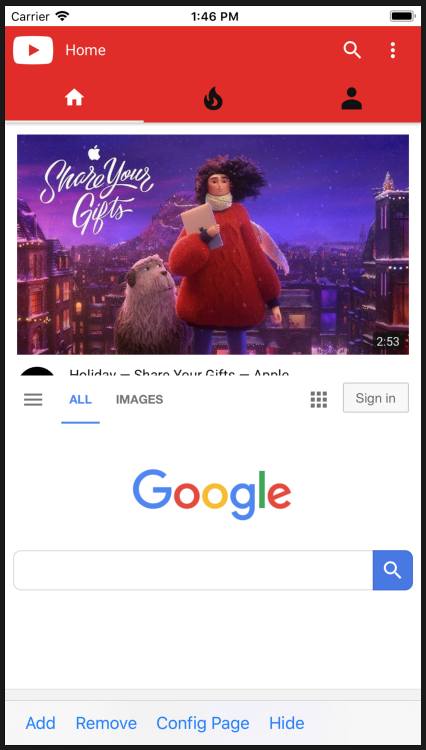 Carrier 1:46 PM
Home
Share Your
Gifts
2:53
Holiday — Share Your Gifts — Apple
ALL IMAGES Sign in
Google
Add Remove Config Page Hide